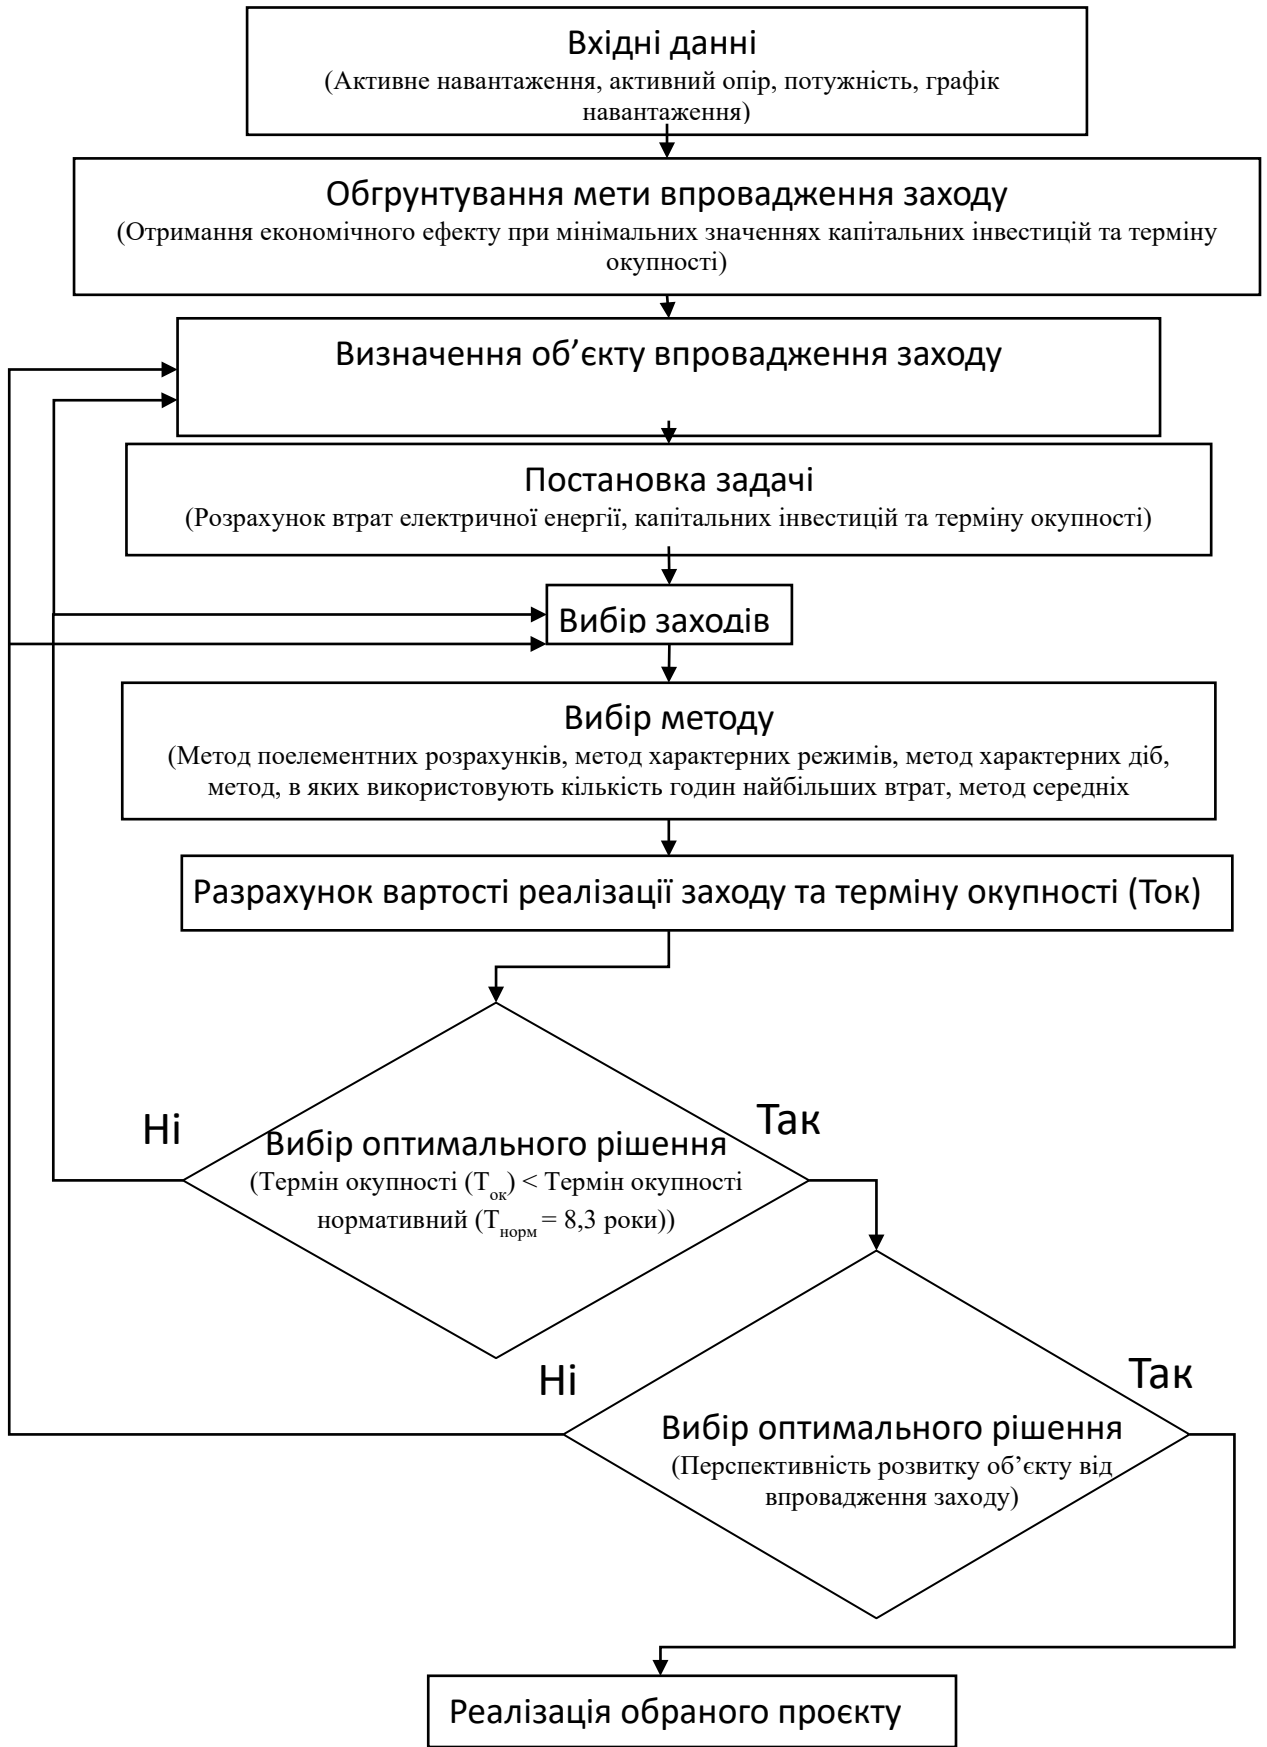 Вхідні данні
(Активне навантаження, активний опір, потужність, графік
навантаження)
Обгрунтування мети впровадження заходу
(Отримання економічного ефекту при мінімальних значеннях капітальних інвестицій та терміну
окупності)
Визначення об’єкту впровадження заходу
Постановка задачі
(Розрахунок втрат електричної енергії, капітальних інвестицій та терміну окупності)
Вибір заходів
Вибір методу
(Метод поелементних розрахунків, метод характерних режимів, метод характерних діб,
метод, в яких використовують кількість годин найбільших втрат, метод середніх
Разрахунок вартості реалізації заходу та терміну окупності (Ток)
Ні
Так
Вибір оптимального рішення
(Термін окупності (Tок) < Термін окупності
нормативний (Tнорм = 8,3 роки))
Ні
Так
Вибір оптимального рішення
(Перспективність розвитку об’єкту від
впровадження заходу)
Реалізація обраного проєкту